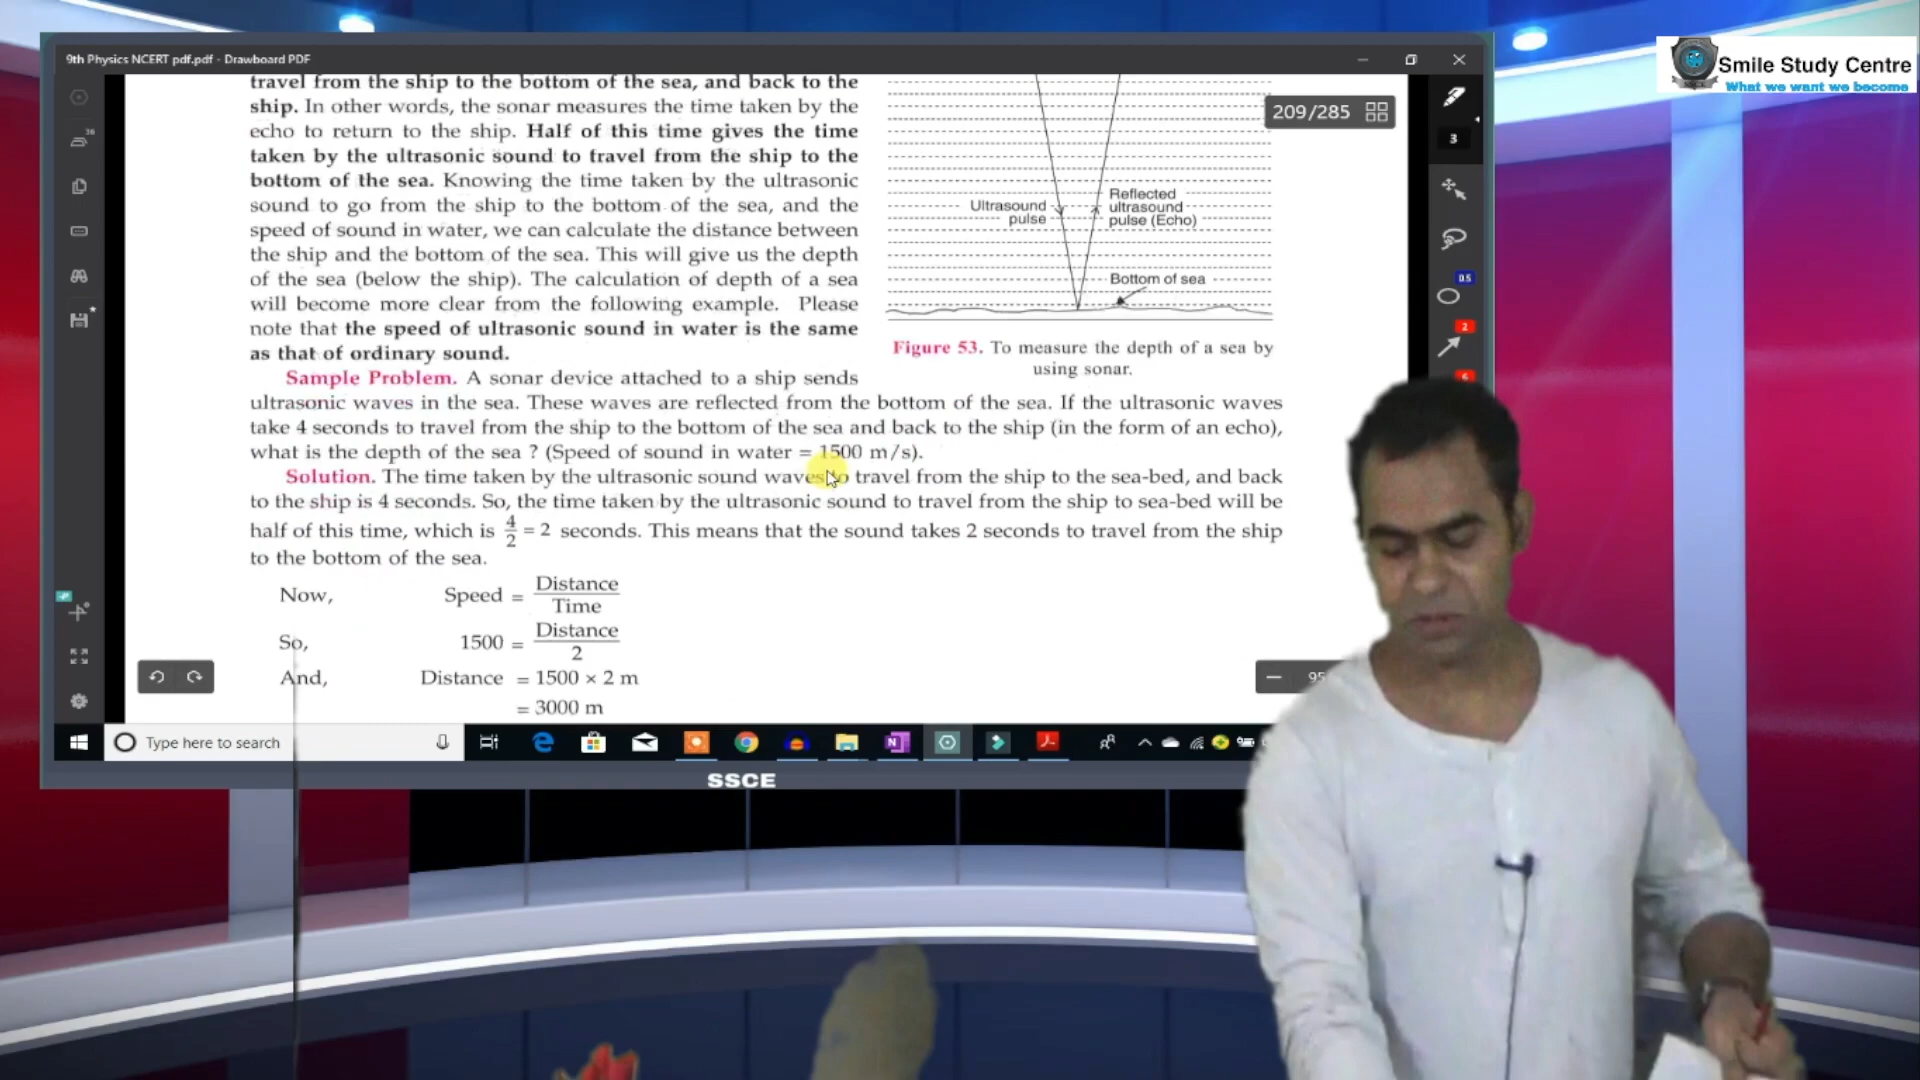 9th Physics NCERT pdf.pdf - Drawboard PDF
Smile Study Centre
What we want we become
209/285
3
travel from the ship to the bottom of the sea, and back to the
ship. In other words, the sonar measures the time taken by the
echo to return to the ship. Half of this time gives the time
taken by the ultrasonic sound to travel from the ship to the
bottom of the sea. Knowing the time taken by the ultrasonic
sound to go from the ship to the bottom of the sea, and the
speed of sound in water, we can calculate the distance between
the ship and the bottom of the sea. This will give us the depth
of the sea (below the ship). The calculation of depth of a sea
will become more clear from the following example. Please
note that the speed of ultrasonic sound in water is the same
as that of ordinary sound.
Ultrasound
pulse
Reflected
ultrasound
pulse (Echo)
Bottom of sea
Figure 53. To measure the depth of a sea by
using sonar.
0.5
2
Sample Problem. A sonar device attached to a ship sends
ultrasonic waves in the sea. These waves are reflected from the bottom of the sea. If the ultrasonic waves
take 4 seconds to travel from the ship to the bottom of the sea and back to the ship (in the form of an echo),
what is the depth of the sea ? (Speed of sound in water = 1500 m/s).
Solution. The time taken by the ultrasonic sound waves to travel from the ship to the sea-bed, and back
to the ship is 4 seconds. So, the time taken by the ultrasonic sound to travel from the ship to sea-bed will be
half of this time, which is 4/2 = 2 seconds. This means that the sound takes 2 seconds to travel from the ship
to the bottom of the sea.
Now, Speed = Distance/Time
So, 1500 = Distance/2
And, Distance = 1500 × 2 m
= 3000 m
95
Type here to search
SSCE